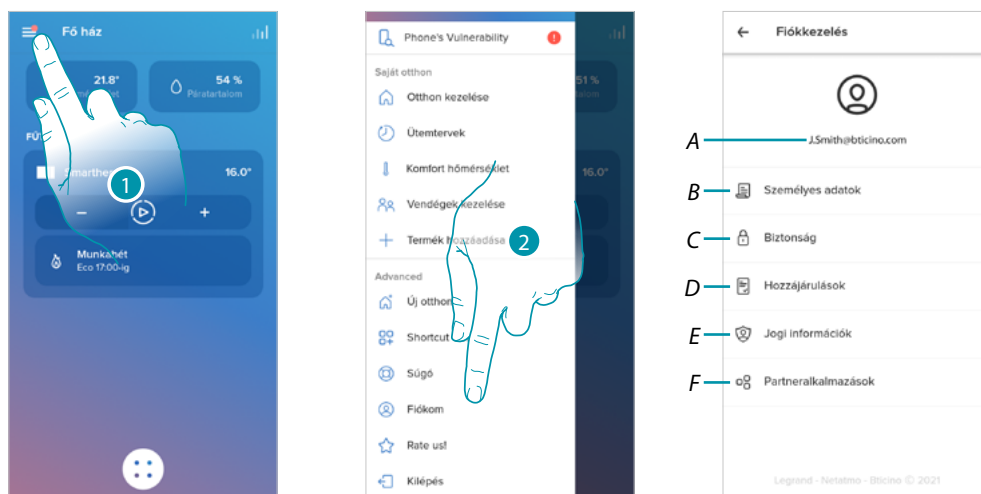 Fő ház
21.8°
54 %
Páratartalom
16.0°
1
Munkahét
Eco 17:00-ig
Phone's Vulnerability
!
Saját otthon
51 %
Otthon kezelése
Ütemtervek
Komfort hőmérséklet
16.0°
Vendégek kezelése
Termék hozzáadása
2
Advanced
Új otthon
Shortcut
Súgó
Fiókom
Rate us!
Kilépés
Fiókkezelés
A
J.Smith@bticino.com
B Személyes adatok
C Biztonság
D Hozzájárulások
E Jogi információk
F Partneralkalmazások
Legrand - Netatmo - Bticino © 2021